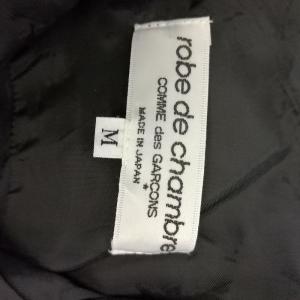 robe de chambre
COMME des GARCONS
*
MADE IN JAPAN
M